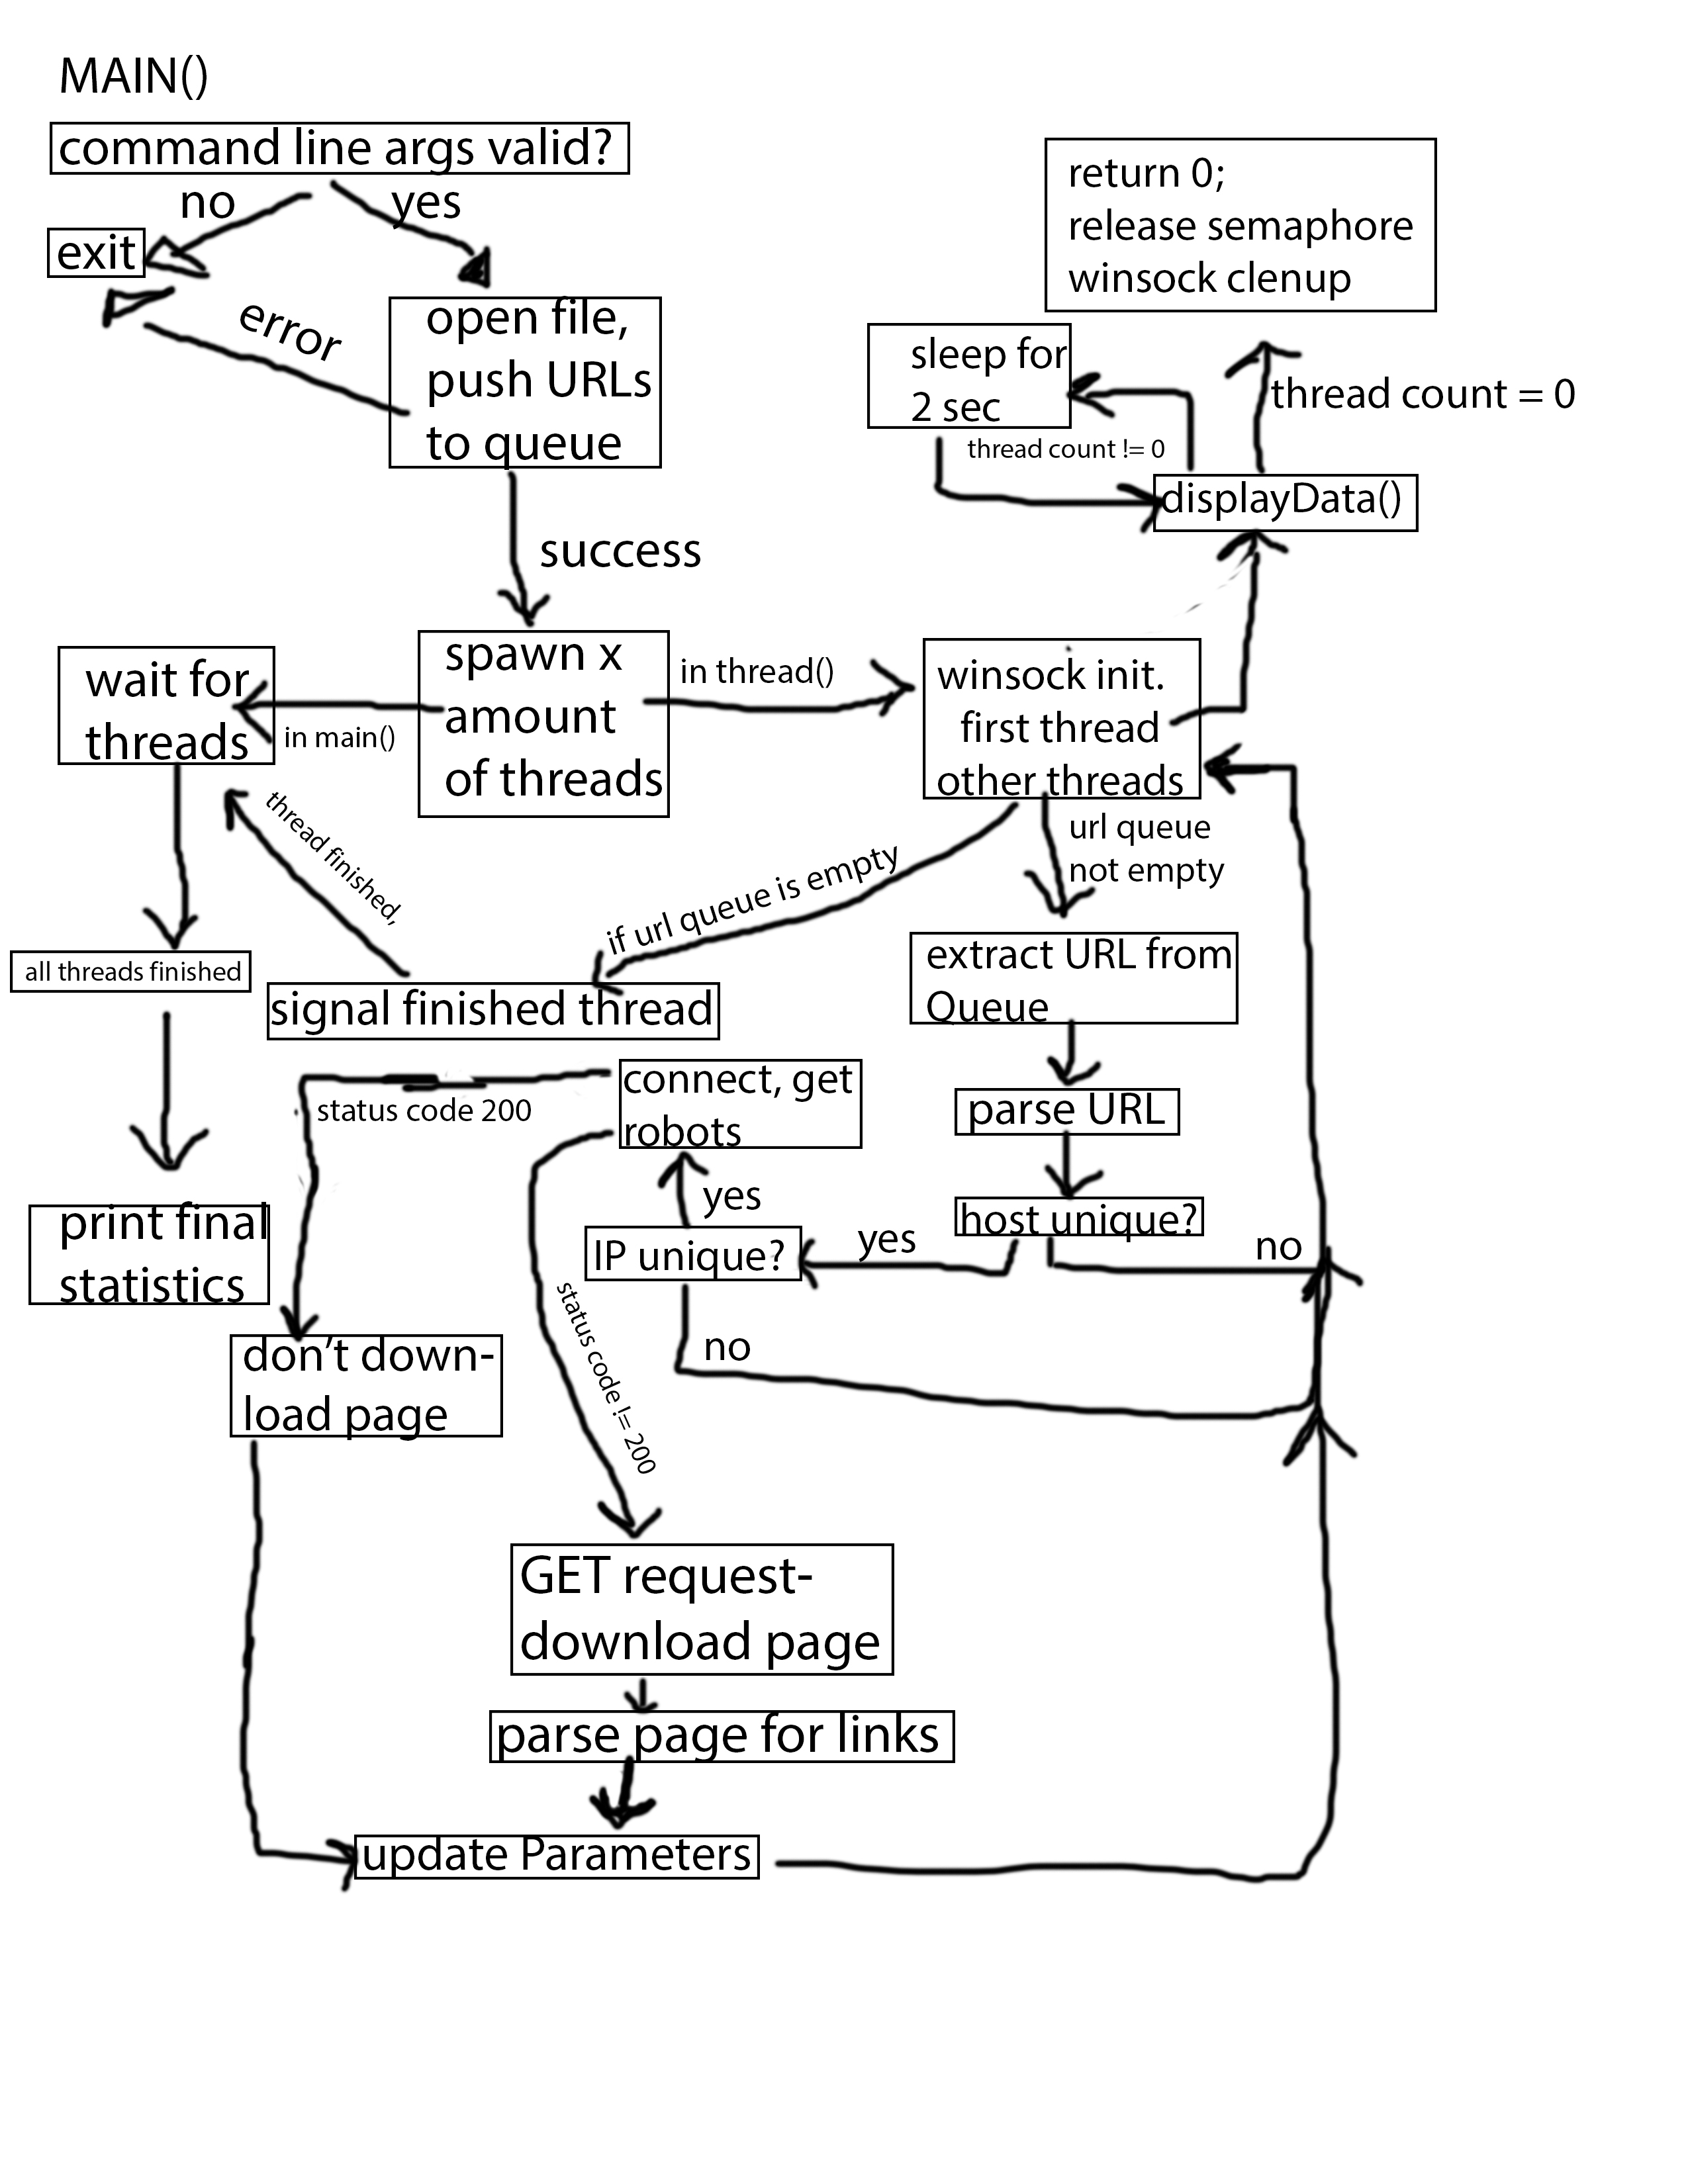 MAIN()
command line args valid?
no
yes
exit
error
open file,
push URLs
to queue
success
return 0;
release semaphore
winsock clenup
sleep for
2 sec
thread count = 0
thread count != 0
displayData()
wait for
threads
in main()
spawn x
amount
of threads
in thread()
winsock init.
first thread
other threads
thread finished,
if url queue is empty
url queue
not empty
all threads finished
signal finished thread
extract URL from
Queue
status code 200
connect, get
robots
parse URL
print final
statistics
yes
IP unique?
yes
host unique?
no
no
status code != 200
don't down-
load page
GET request-
download page
parse page for links
update Parameters